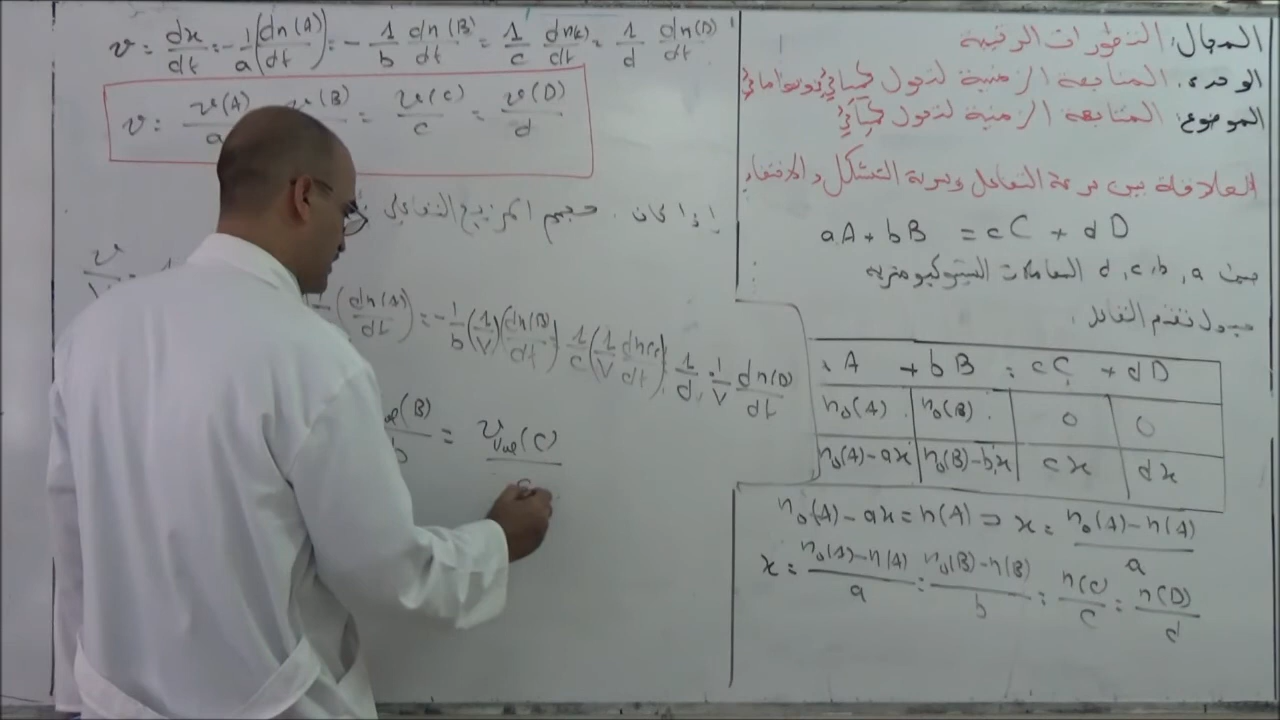 المجال: التطورات الرتيبة
الوحدة: المتابعة الزمنية لتحول كيميائي
الموضوع: المتابعة الزمنية لتحول كيميائي
العلاقة بين سرعة التفاعل وسرعة التشكل والاختفاء
aA + bB = cC + dD
حيث a, b, c, d المعاملات الستوكيومترية
جدول تقدم التفاعل
A + bB = cC + dD
n₀(A) n₀(B) 0 0
n₀(A)-ax n₀(B)-bx cx dx
n₀(A)-ax = n(A) ⇒ x = (n₀(A)-n(A))/a
x = (n₀(A)-n(A))/a = (n₀(B)-n(B))/b = n(C)/c = n(D)/d
v = dx/dt = -1/a (dn(A)/dt) = -1/b dn(B)/dt = 1/c dn(c)/dt = 1/d dn(D)/dt
v = v(A)/a v(B) = v(C)/c = v(D)/d
إذا كان حجم المزيج التفاعلي
v
(dn(A)/dt) = -1/b (1/V)(dn(B)/dt) 1/c (1/V dn(c)/dt) 1/d · 1/V dn(D)/dt
(B)/b = v_vol(C)/c